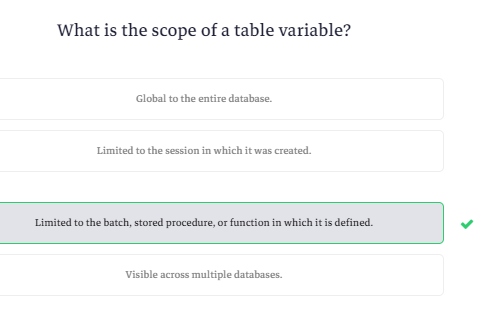 What is the scope of a table variable?
Global to the entire database.
Limited to the session in which it was created.
Limited to the batch, stored procedure, or function in which it is defined.
Visible across multiple databases.